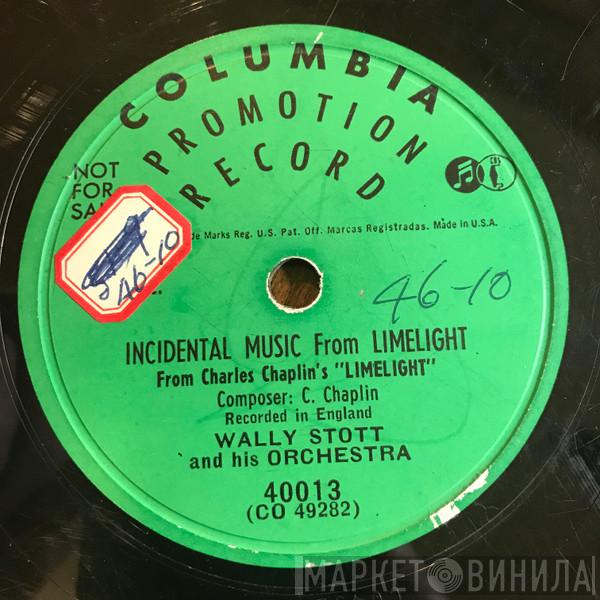 COLUMBIA
PROMOTION
RECORD
NOT
FOR
CBS
de Marks Reg. U.S. Pat. Off. Marcas Registradas. Made in U.S.A.
46-10
46-10
INCIDENTAL MUSIC From LIMELIGHT
From Charles Chaplin's "LIMELIGHT"
Composer: C. Chaplin
Recorded in England
WALLY STOTT
and his ORCHESTRA
40013
(CO 49282)
МАРКЕТ ВИНИЛА